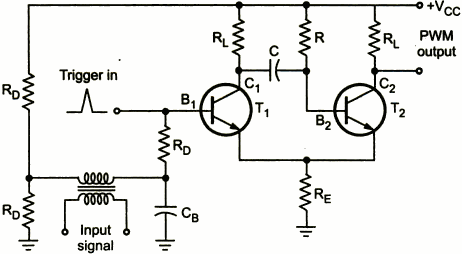 +VCC
RL
R
RL
PWM
output
C
RD
Trigger in
C1
C2
B1
T1
B2
T2
RD
RD
RE
CB
Input
signal